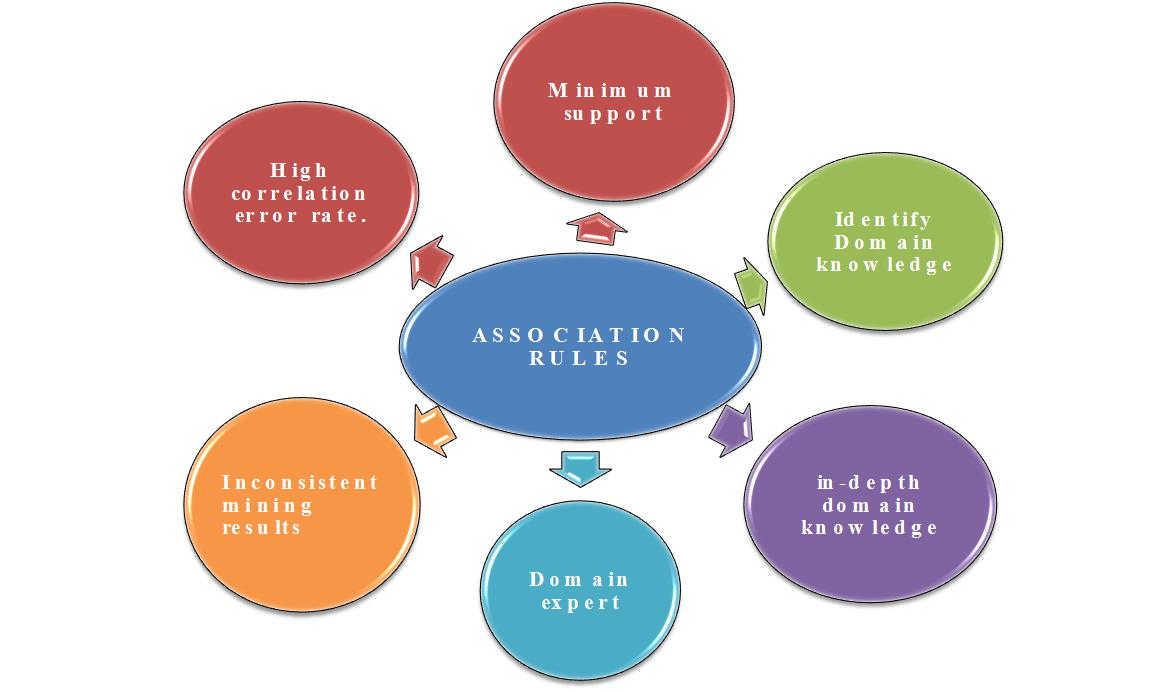 Minimum
support
High
correlation
error rate.
Identify
Domain
knowledge
ASSOCIATION
RULES
Inconsistent
mining
results
in-depth
domain
knowledge
Domain
expert